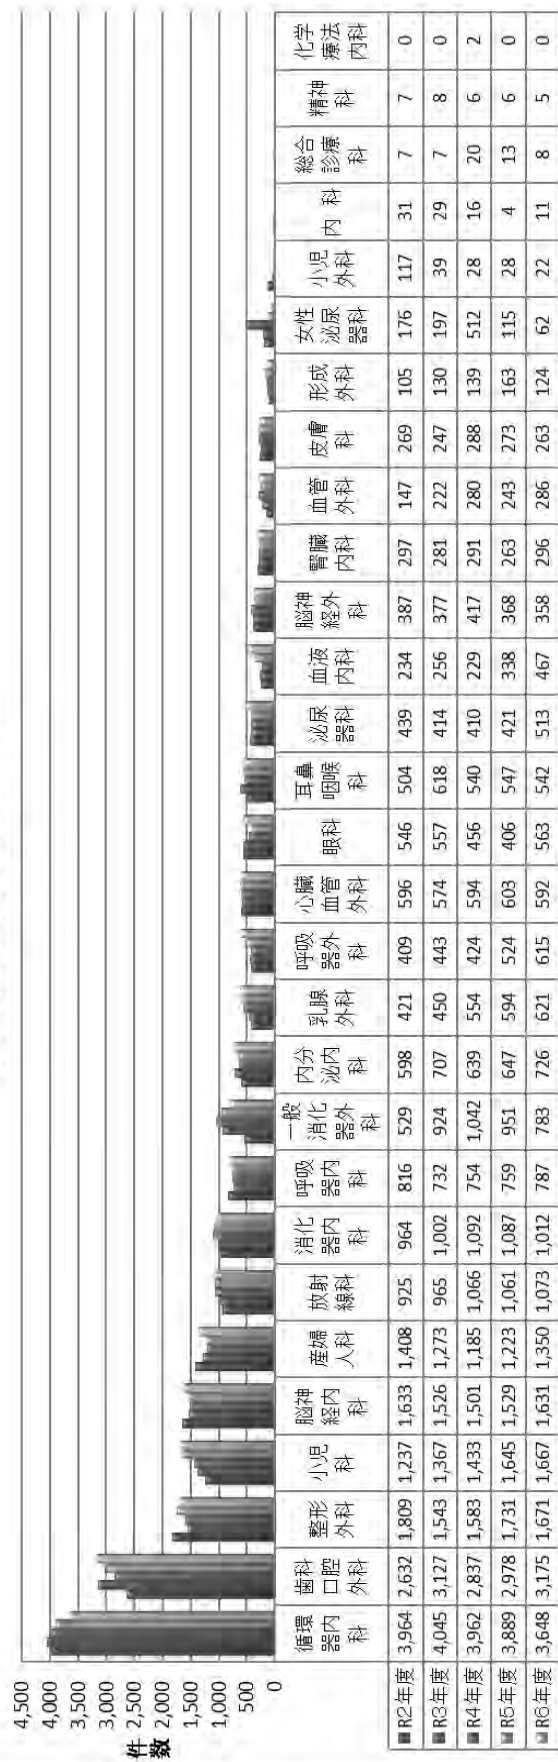 件数
4,500
4,000
3,500
3,000
2,500
2,000
1,500
1,000
500
0
循環器内科 歯科口腔外科 整形外科 小児科 脳神経内科 産婦人科 放射線科 消化器内科 呼吸器内科 一般消化器外科 内分泌内科 乳腺外科 呼吸器外科 心臓血管外科 眼科 耳鼻咽喉科 泌尿器科 血液内科 脳神経外科 腎臓内科 血管外科 皮膚科 形成外科 女性泌尿器科 小児外科 内科 総合診療科 精神科 化学療法内科
R2年度 3,964 2,632 1,809 1,237 1,633 1,408 925 964 816 529 598 421 409 596 546 504 439 234 387 297 147 269 105 176 117 31 7 7 0
R3年度 4,045 3,127 1,543 1,367 1,526 1,273 965 1,002 732 924 707 450 443 574 557 618 414 256 377 281 222 247 130 197 39 29 7 8 0
R4年度 3,962 2,837 1,583 1,433 1,501 1,185 1,066 1,092 754 1,042 639 554 424 594 456 540 410 229 417 291 280 288 139 512 28 16 20 6 2
R5年度 3,889 2,978 1,731 1,645 1,529 1,223 1,061 1,087 759 951 647 594 524 603 406 547 421 338 368 263 243 273 163 115 28 4 13 6 0
R6年度 3,648 3,175 1,671 1,667 1,631 1,350 1,073 1,012 787 783 726 621 615 592 563 542 513 467 358 296 286 263 124 62 22 11 8 5 0